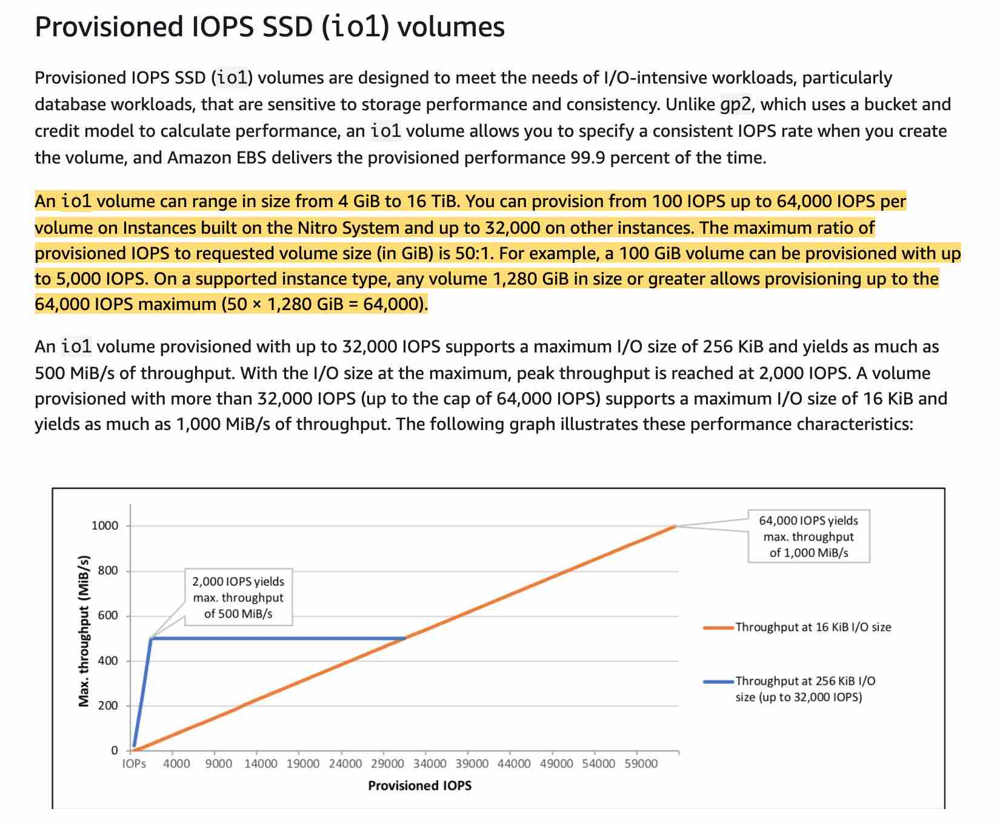 Provisioned IOPS SSD (io1) volumes
Provisioned IOPS SSD (io1) volumes are designed to meet the needs of I/O-intensive workloads, particularly
database workloads, that are sensitive to storage performance and consistency. Unlike gp2, which uses a bucket and
credit model to calculate performance, an io1 volume allows you to specify a consistent IOPS rate when you create
the volume, and Amazon EBS delivers the provisioned performance 99.9 percent of the time.
An io1 volume can range in size from 4 GiB to 16 TiB. You can provision from 100 IOPS up to 64,000 IOPS per
volume on Instances built on the Nitro System and up to 32,000 on other instances. The maximum ratio of
provisioned IOPS to requested volume size (in GiB) is 50:1. For example, a 100 GiB volume can be provisioned with up
to 5,000 IOPS. On a supported instance type, any volume 1,280 GiB in size or greater allows provisioning up to the
64,000 IOPS maximum (50 × 1,280 GiB = 64,000).
An io1 volume provisioned with up to 32,000 IOPS supports a maximum I/O size of 256 KiB and yields as much as
500 MiB/s of throughput. With the I/O size at the maximum, peak throughput is reached at 2,000 IOPS. A volume
provisioned with more than 32,000 IOPS (up to the cap of 64,000 IOPS) supports a maximum I/O size of 16 KiB and
yields as much as 1,000 MiB/s of throughput. The following graph illustrates these performance characteristics:
Max. throughput (MiB/s)
1000
800
600
400
200
0
2,000 IOPS yields
max. throughput
of 500 MiB/s
64,000 IOPS yields
max. throughput
of 1,000 MiB/s
Throughput at 16 KiB I/O size
Throughput at 256 KiB I/O
size (up to 32,000 IOPS)
IOPs 4000 9000 14000 19000 24000 29000 34000 39000 44000 49000 54000 59000
Provisioned IOPS